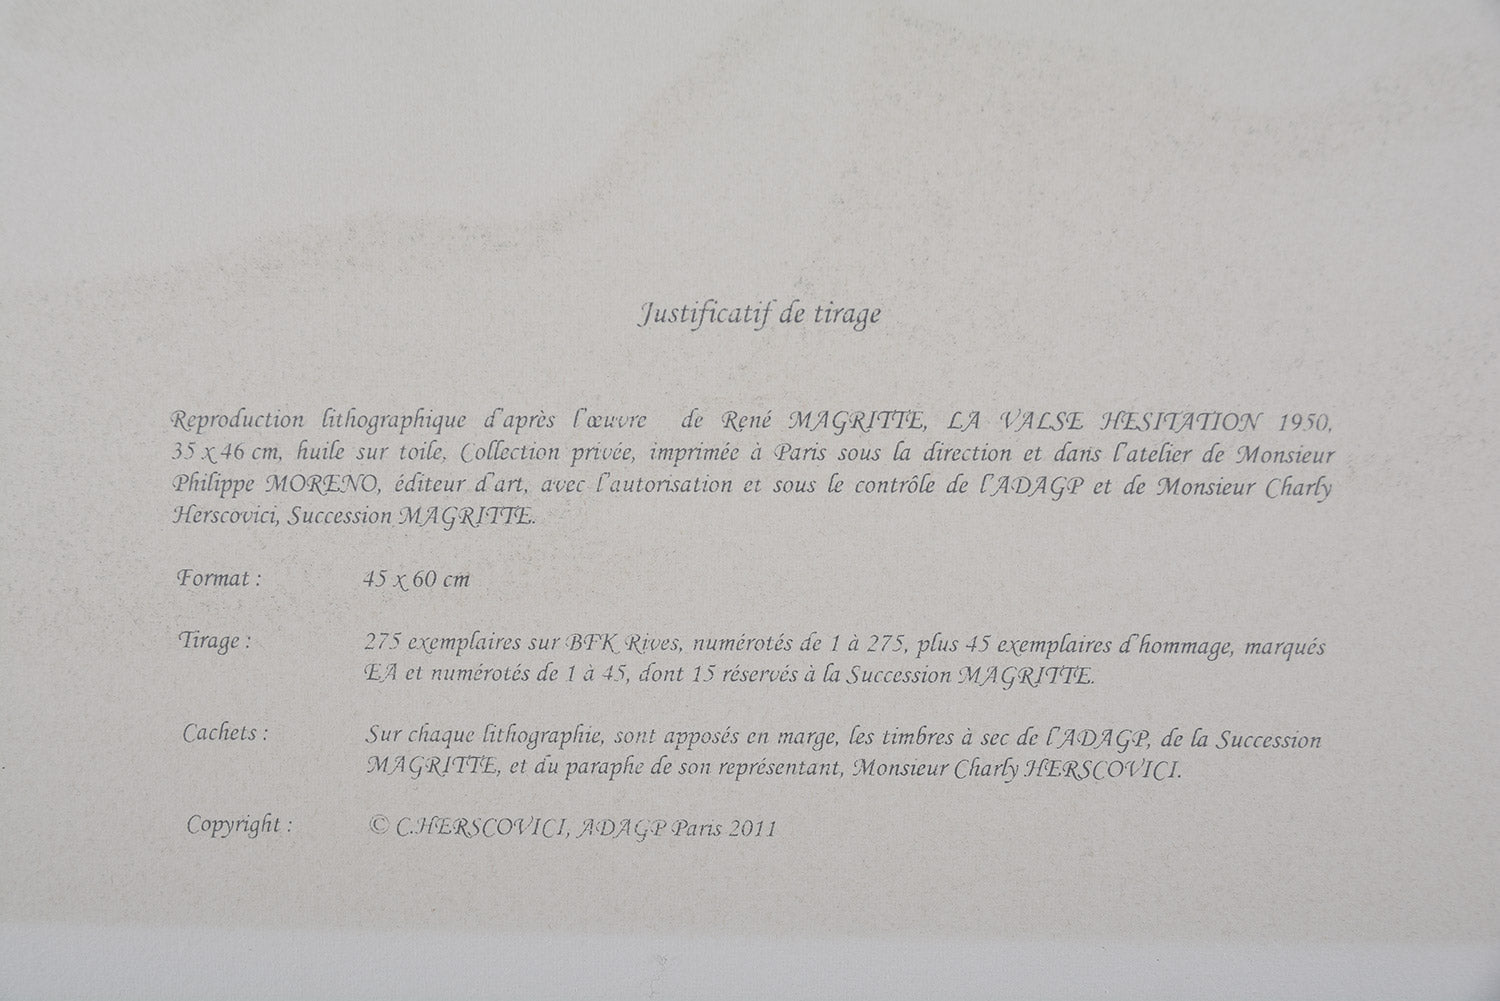 Justificatif de tirage
Reproduction lithographique d'après l'œuvre de René MAGRITTE, LA VALSE HESITATION 1950,
35 x 46 cm, huile sur toile, Collection privée, imprimée à Paris sous la direction et dans l'atelier de Monsieur
Philippe MORENO, éditeur d'art, avec l'autorisation et sous le contrôle de l'ADAGP et de Monsieur Charly
Herscovici, Succession MAGRITTE.
Format : 45 x 60 cm
Tirage : 275 exemplaires sur BFK Rives, numérotés de 1 à 275, plus 45 exemplaires d'hommage, marqués
EA et numérotés de 1 à 45, dont 15 réservés à la Succession MAGRITTE.
Cachets : Sur chaque lithographie, sont apposés en marge, les timbres à sec de l'ADAGP, de la Succession
MAGRITTE, et du paraphe de son représentant, Monsieur Charly HERSCOVICI.
Copyright : © C.HERSCOVICI, ADAGP Paris 2011